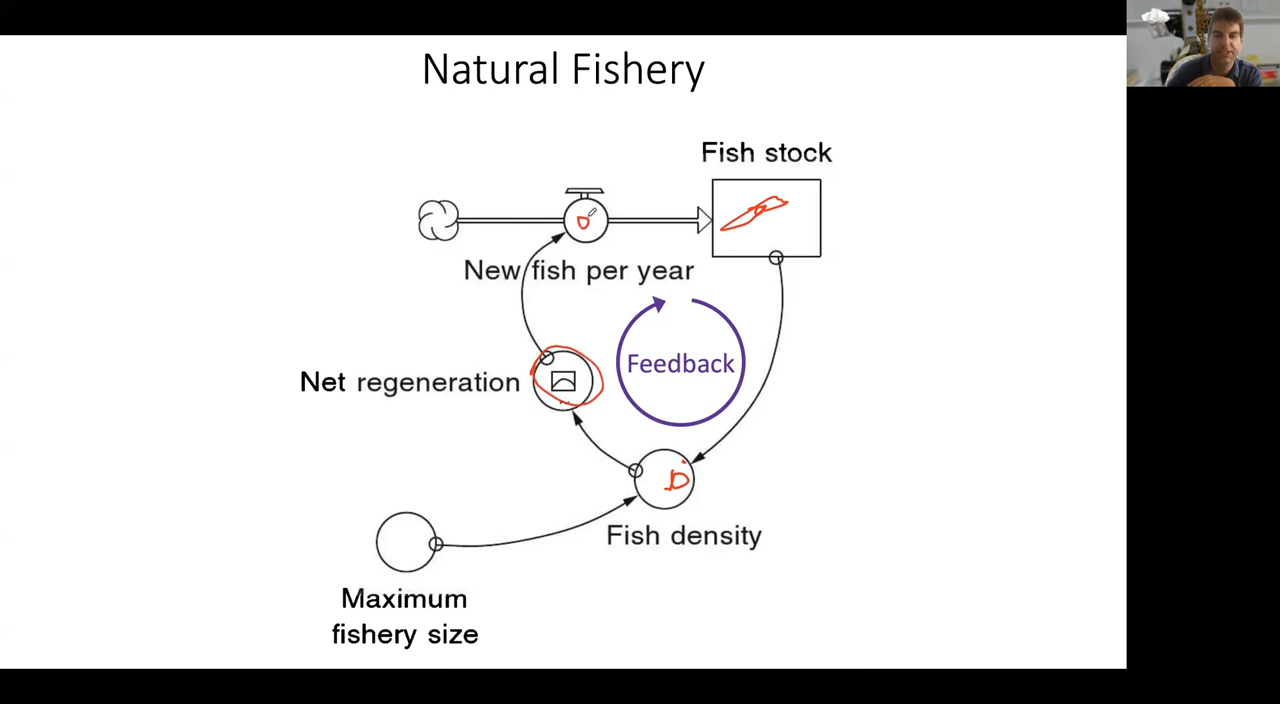 Natural Fishery
Fish stock
New fish per year
Feedback
Net regeneration
D
Fish density
Maximum
fishery size